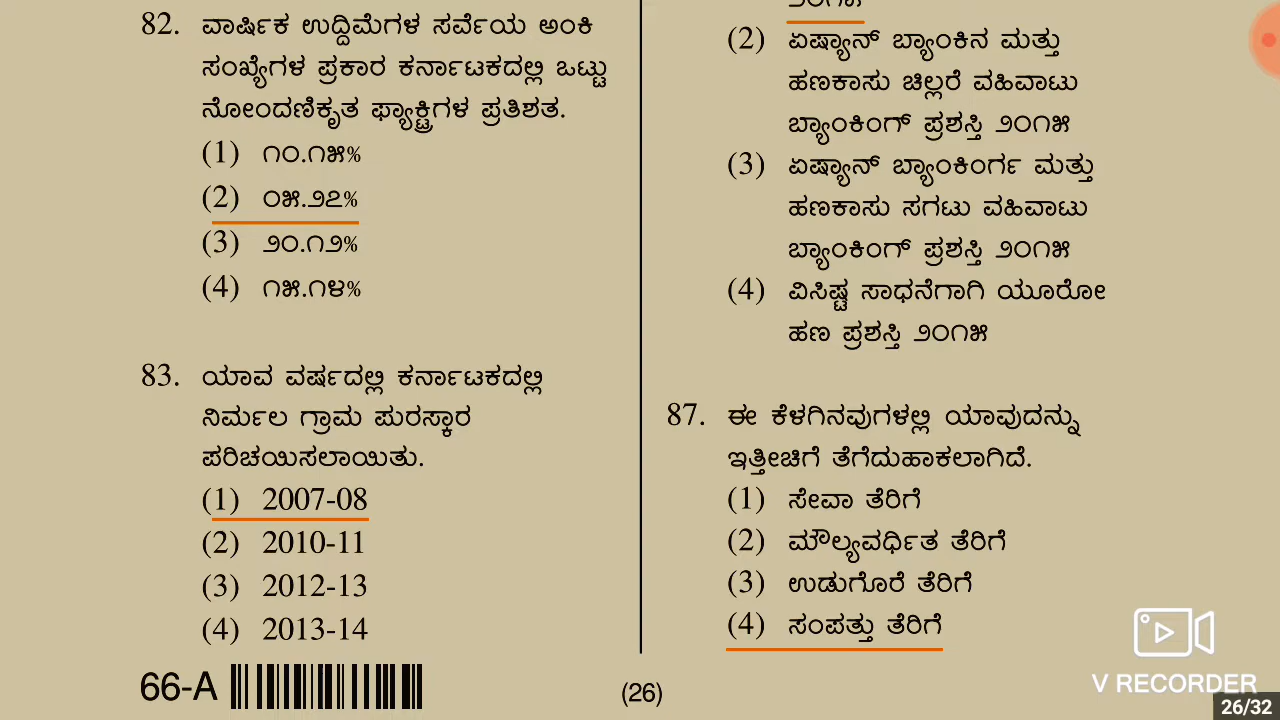 82. ವಾರ್ಷಿಕ ಉದ್ದಿಮೆಗಳ ಸರ್ವೆಯ ಅಂಕಿ
ಸಂಖ್ಯೆಗಳ ಪ್ರಕಾರ ಕರ್ನಾಟಕದಲ್ಲಿ ಒಟ್ಟು
ನೋಂದಣಿಕೃತ ಫ್ಯಾಕ್ಟ್ರಿಗಳ ಪ್ರತಿಶತ.
(1) ೧೦.೧೫%
(2) ೦೫.೨೭%
(3) ೨೦.೧೨%
(4) ೧೫.೧೪%
83. ಯಾವ ವರ್ಷದಲ್ಲಿ ಕರ್ನಾಟಕದಲ್ಲಿ
ನಿರ್ಮಲ ಗ್ರಾಮ ಪುರಸ್ಕಾರ
ಪರಿಚಯಿಸಲಾಯಿತು.
(1) 2007-08
(2) 2010-11
(3) 2012-13
(4) 2013-14
(2) ಏಷ್ಯಾನ್ ಬ್ಯಾಂಕಿನ ಮತ್ತು
ಹಣಕಾಸು ಚಿಲ್ಲರೆ ವಹಿವಾಟು
ಬ್ಯಾಂಕಿಂಗ್ ಪ್ರಶಸ್ತಿ ೨೦೧೫
(3) ಏಷ್ಯಾನ್ ಬ್ಯಾಂಕಿಂರ್ಗ ಮತ್ತು
ಹಣಕಾಸು ಸಗಟು ವಹಿವಾಟು
ಬ್ಯಾಂಕಿಂಗ್ ಪ್ರಶಸ್ತಿ ೨೦೧೫
(4) ವಿಸಿಷ್ಟ ಸಾಧನೆಗಾಗಿ ಯೂರೋ
ಹಣ ಪ್ರಶಸ್ತಿ ೨೦೧೫
87. ಈ ಕೆಳಗಿನವುಗಳಲ್ಲಿ ಯಾವುದನ್ನು
ಇತ್ತೀಚಿಗೆ ತೆಗೆದುಹಾಕಲಾಗಿದೆ.
(1) ಸೇವಾ ತೆರಿಗೆ
(2) ಮೌಲ್ಯವರ್ಧಿತ ತೆರಿಗೆ
(3) ಉಡುಗೊರೆ ತೆರಿಗೆ
(4) ಸಂಪತ್ತು ತೆರಿಗೆ
66-A
(26)
V RECORDER
26/32